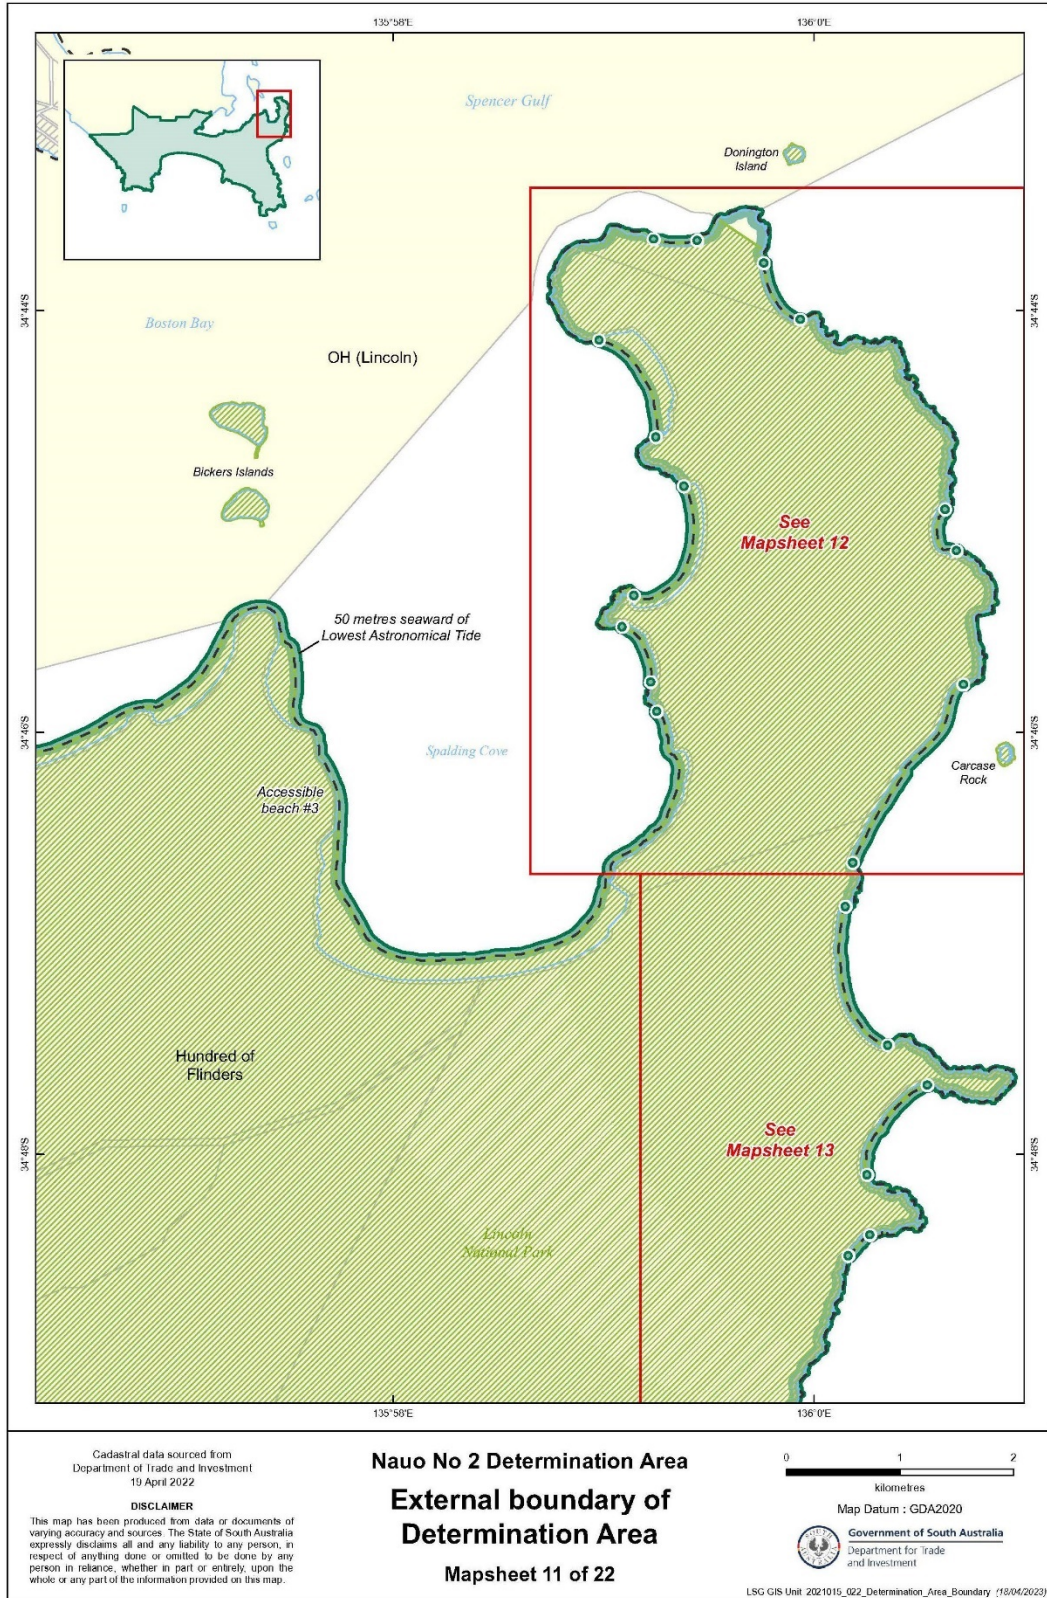 135°58'E
136°0'E
Spencer Gulf
Donington
Island
34°44'S
34°44'S
Boston Bay
OH (Lincoln)
Bickers Islands
See
Mapsheet 12
50 metres seaward of
Lowest Astronomical Tide
34°46'S
34°46'S
Spalding Cove
Carcase
Rock
Accessible
beach #3
Hundred of
Flinders
See
Mapsheet 13
34°48'S
34°48'S
Lincoln
National Park
135°58'E
136°0'E
Cadastral data sourced from
Department of Trade and Investment
19 April 2022
DISCLAIMER
This map has been produced from data or documents of
varying accuracy and sources. The State of South Australia
expressly disclaims all and any liability to any person, in
respect of anything done or omitted to be done by any
person in reliance, whether in part or entirely, upon the
whole or any part of the information provided on this map.
Nauo No 2 Determination Area
External boundary of
Determination Area
Mapsheet 11 of 22
0 1 2
kilometres
Map Datum : GDA2020
SOUTH AUSTRALIA
Government of South Australia
Department for Trade
and Investment
LSG GIS Unit 2021015_022_Determination_Area_Boundary (18/04/2023)